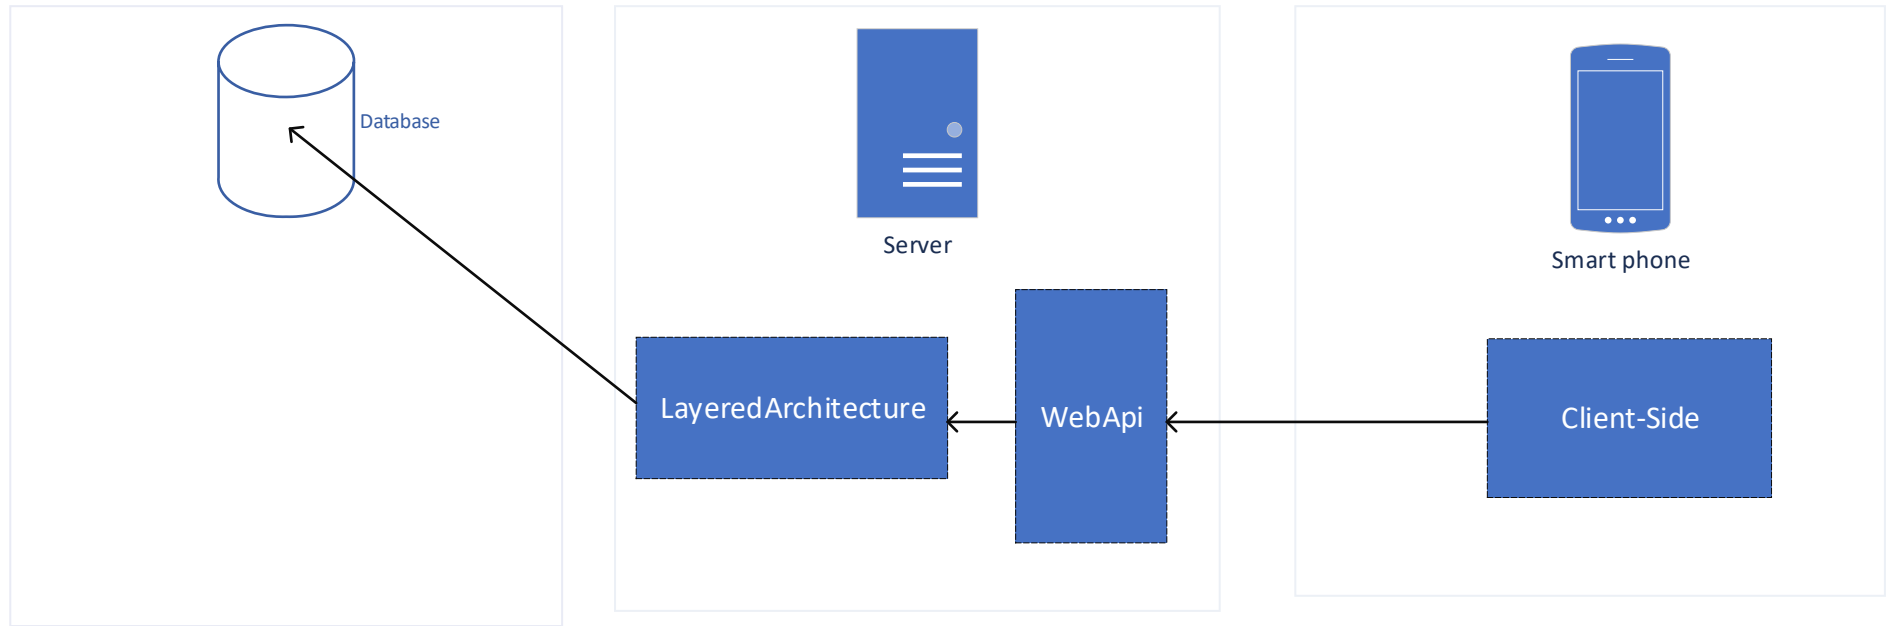 Database
Server
Smart phone
LayeredArchitecture
WebApi
Client-Side